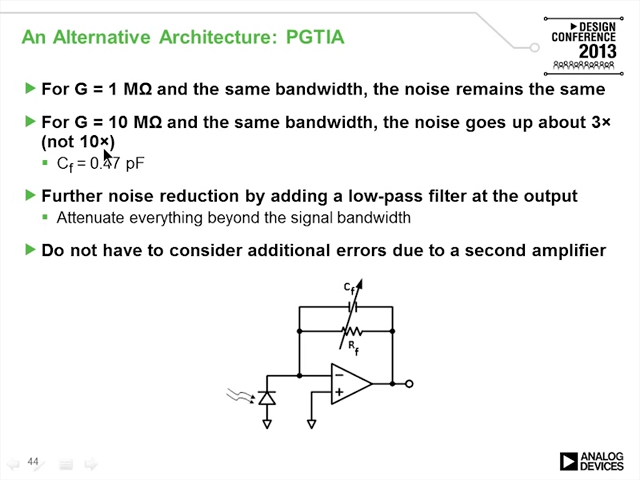 An Alternative Architecture: PGTIA
DESIGN
CONFERENCE
2013
For G = 1 MΩ and the same bandwidth, the noise remains the same
For G = 10 MΩ and the same bandwidth, the noise goes up about 3×
(not 10×)
Cf = 0.47 pF
Further noise reduction by adding a low-pass filter at the output
Attenuate everything beyond the signal bandwidth
Do not have to consider additional errors due to a second amplifier
Cf
Rf
−
+
44
ANALOG
DEVICES